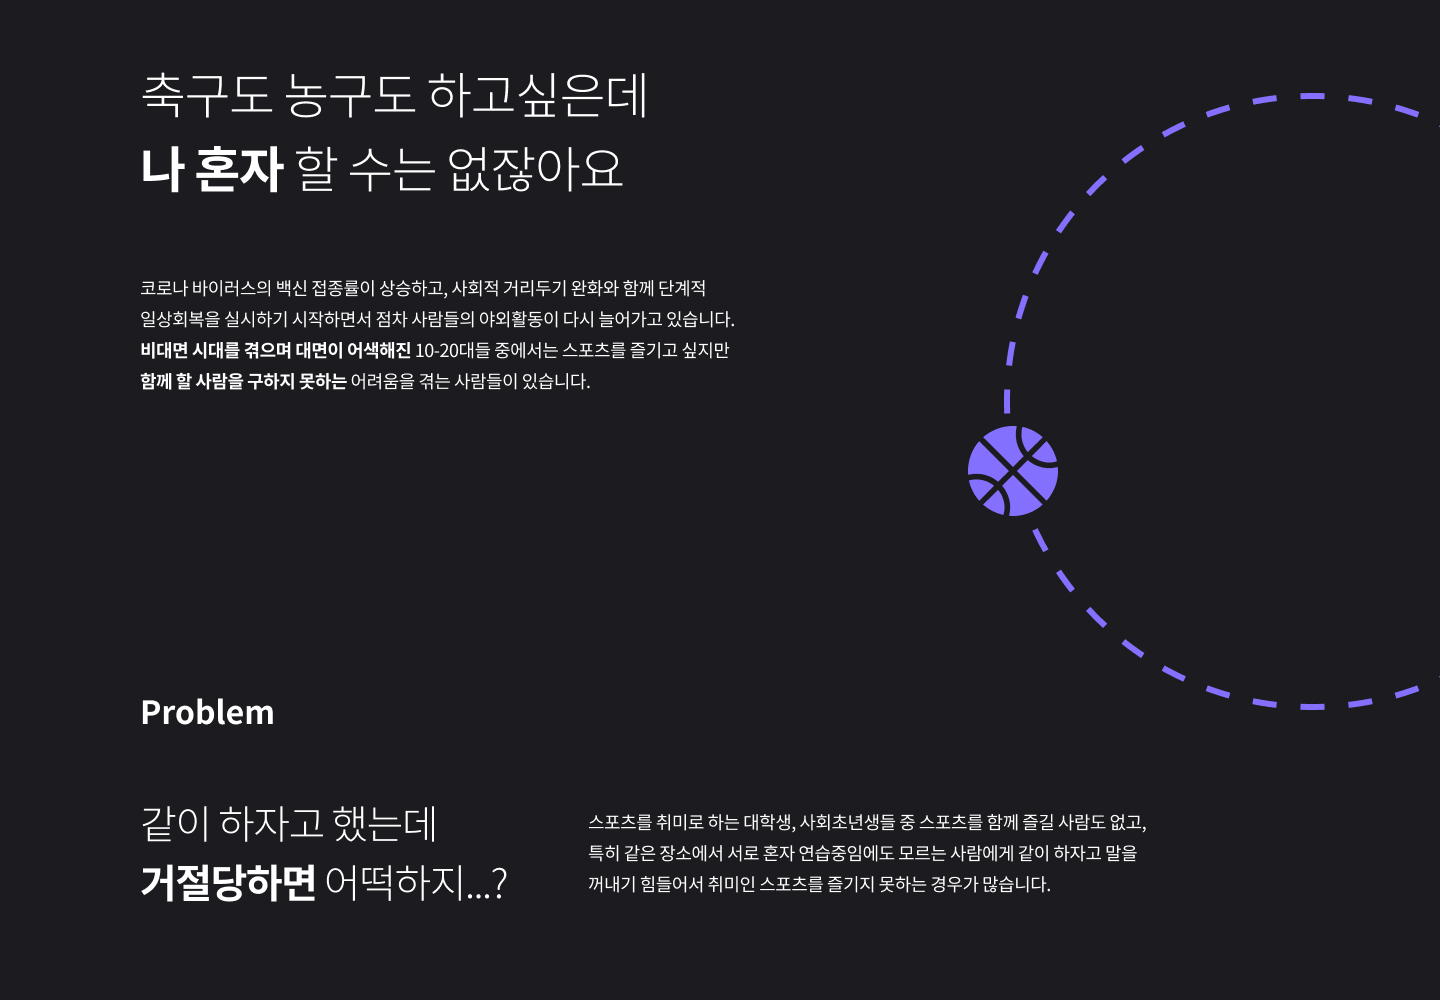 축구도 농구도 하고싶은데
나 혼자 할 수는 없잖아요
코로나 바이러스의 백신 접종률이 상승하고, 사회적 거리두기 완화와 함께 단계적
일상회복을 실시하기 시작하면서 점차 사람들의 야외활동이 다시 늘어가고 있습니다.
비대면 시대를 겪으며 대면이 어색해진 10-20대들 중에서는 스포츠를 즐기고 싶지만
함께 할 사람을 구하지 못하는 어려움을 겪는 사람들이 있습니다.
Problem
같이 하자고 했는데
거절당하면 어떡하지...?
스포츠를 취미로 하는 대학생, 사회초년생들 중 스포츠를 함께 즐길 사람도 없고,
특히 같은 장소에서 서로 혼자 연습중임에도 모르는 사람에게 같이 하자고 말을
꺼내기 힘들어서 취미인 스포츠를 즐기지 못하는 경우가 많습니다.